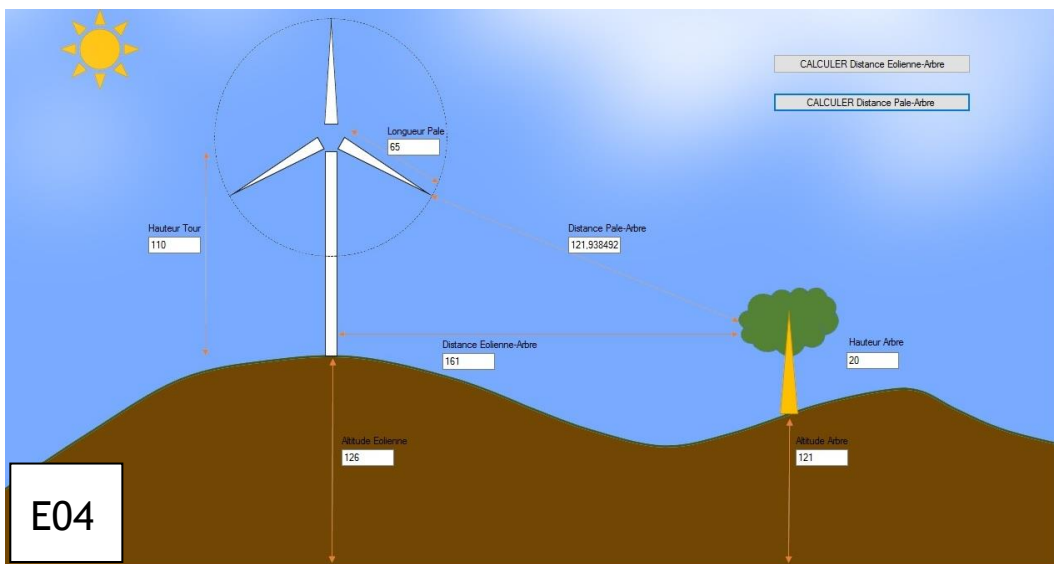 CALCULER Distance Eolienne-Arbre
CALCULER Distance Pale-Arbre
Longueur Pale
65
Hauteur Tour
110
Distance Pale-Arbre
121,938492
Distance Eolienne-Arbre
161
Hauteur Arbre
20
Altitude Eolienne
126
Altitude Arbre
121
E04